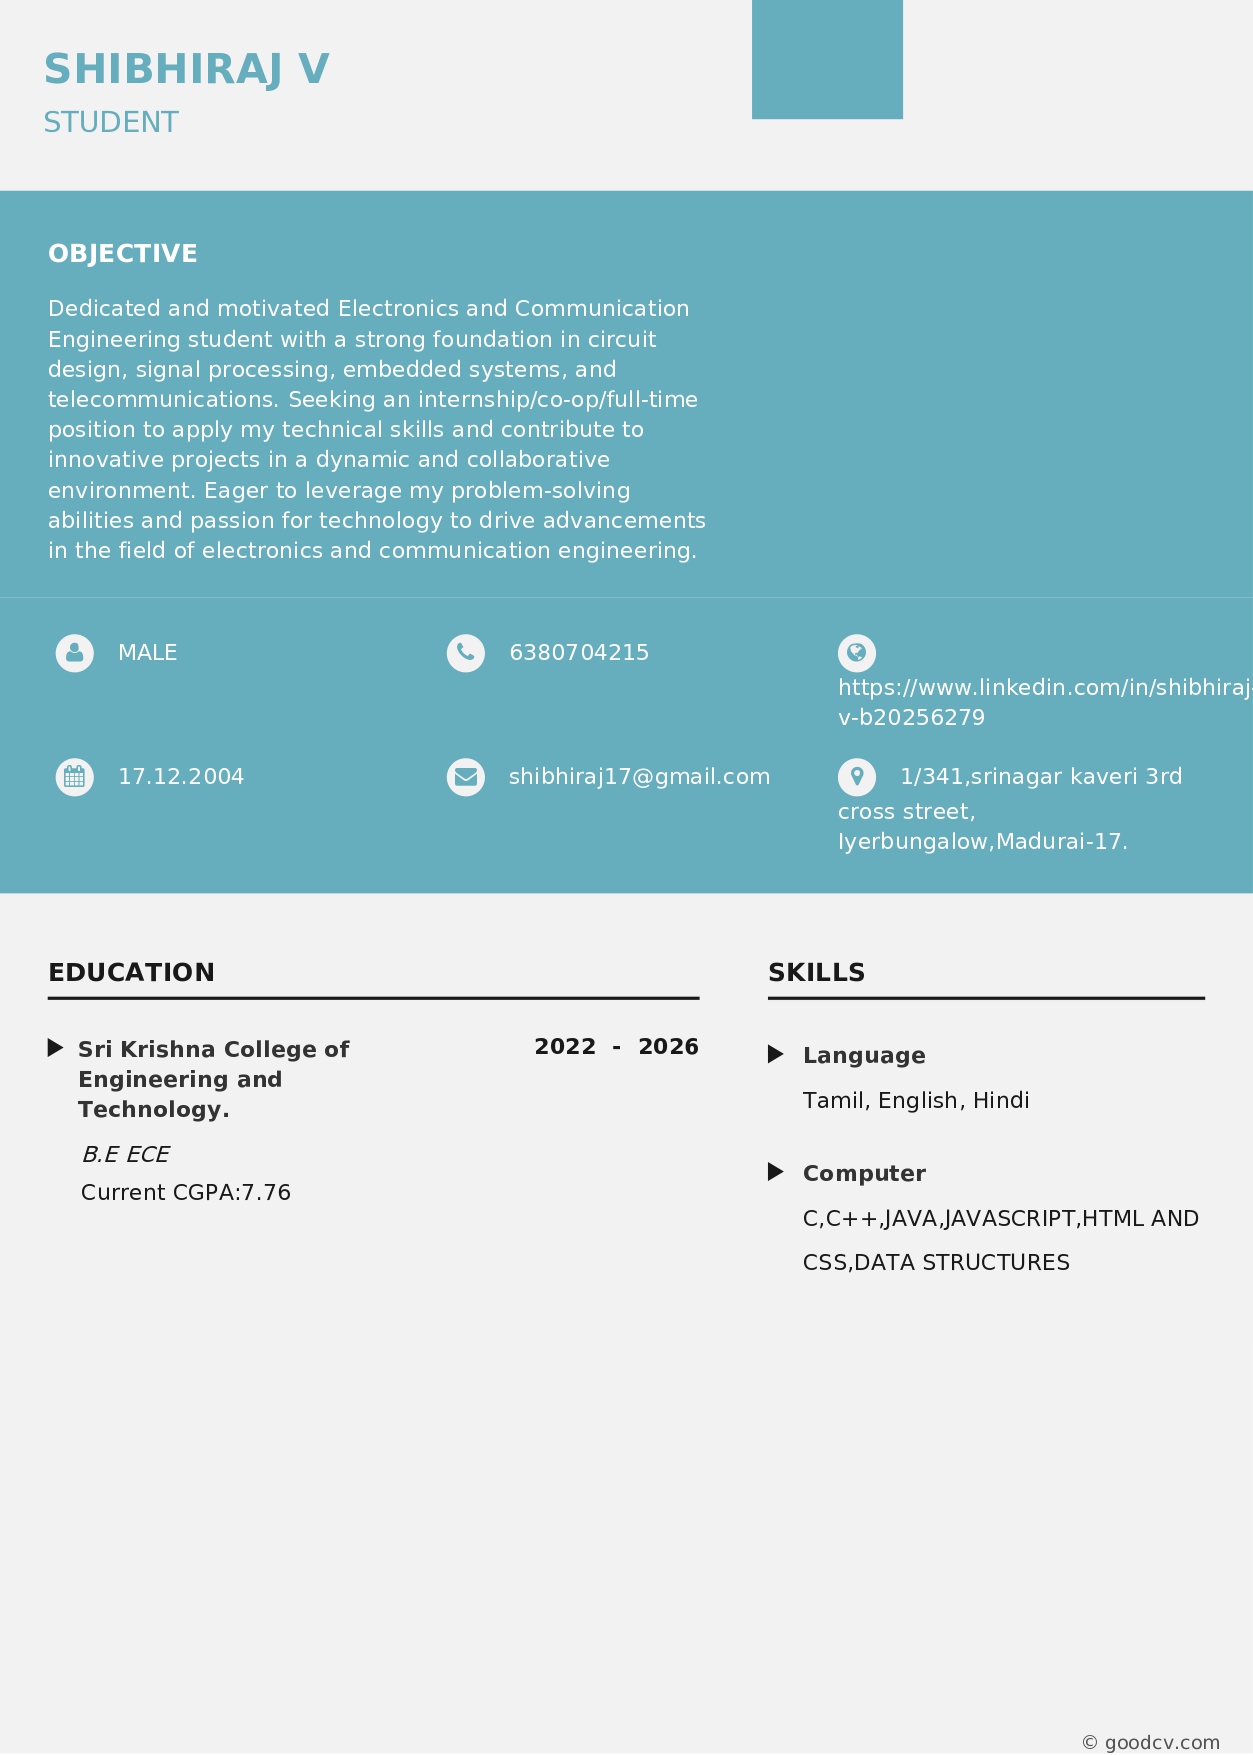 SHIBHIRAJ V
STUDENT
OBJECTIVE
Dedicated and motivated Electronics and Communication
Engineering student with a strong foundation in circuit
design, signal processing, embedded systems, and
telecommunications. Seeking an internship/co-op/full-time
position to apply my technical skills and contribute to
innovative projects in a dynamic and collaborative
environment. Eager to leverage my problem-solving
abilities and passion for technology to drive advancements
in the field of electronics and communication engineering.
MALE
6380704215
https://www.linkedin.com/in/shibhiraj-
v-b20256279
17.12.2004
shibhiraj17@gmail.com
1/341,srinagar kaveri 3rd
cross street,
Iyerbungalow,Madurai-17.
EDUCATION
Sri Krishna College of
Engineering and
Technology.
2022 - 2026
B.E ECE
Current CGPA:7.76
SKILLS
Language
Tamil, English, Hindi
Computer
C,C++,JAVA,JAVASCRIPT,HTML AND
CSS,DATA STRUCTURES
© goodcv.com